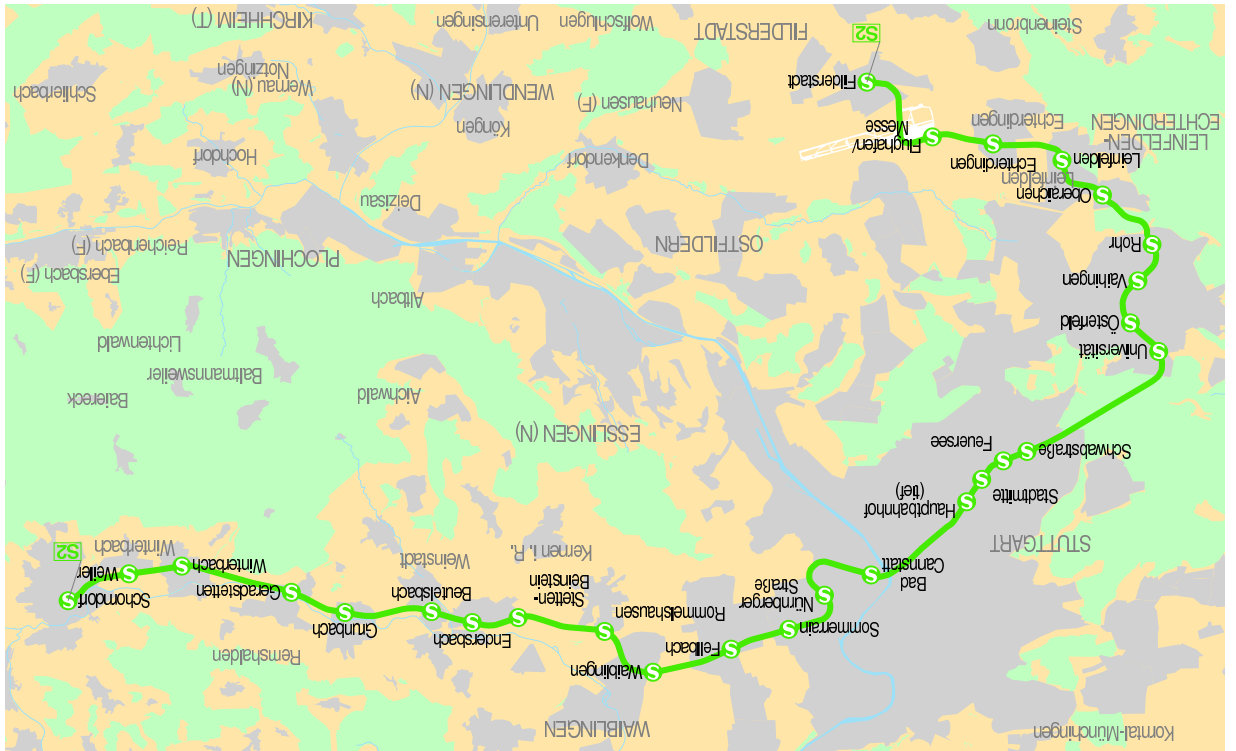 Korntal-Münchingen
WAIBLINGEN
Waiblingen
Remshalden
Fellbach
Sommerrain
Endersbach
Grunbach
Rommelshausen
Beutelsbach
Schorndorf
Nürnberger
Straße
Stetten-
Beinstein
Geradstetten
Bad
Cannstatt
Weiler
Winterbach
Weinstadt
Kernen i. R.
Winterbach
S2
STUTTGART
Hauptbahnhof
(tief)
Stadtmitte
Schwabstraße
Feuersee
ESSLINGEN (N)
Baiereck
Aichwald
Baltmannsweiler
Universität
Lichtenwald
Österfeld
Altbach
Vaihingen
Ebersbach (F)
PLOCHINGEN
Rohr
OSTFILDERN
Reichenbach (F)
Deizisau
Oberaichen
Leinfelden
Leinfelden
Echterdingen
Denkendorf
Hochdorf
LEINFELDEN-
ECHTERDINGEN
Flughafen/
Messe
Echterdingen
Köngen
Neuhausen (F)
Schlierbach
WENDLINGEN (N)
Wernau (N)
Filderstadt
Notzingen
S2
FILDERSTADT
Steinenbronn
Wolfschlugen
Unterensingen
KIRCHHEIM (T)